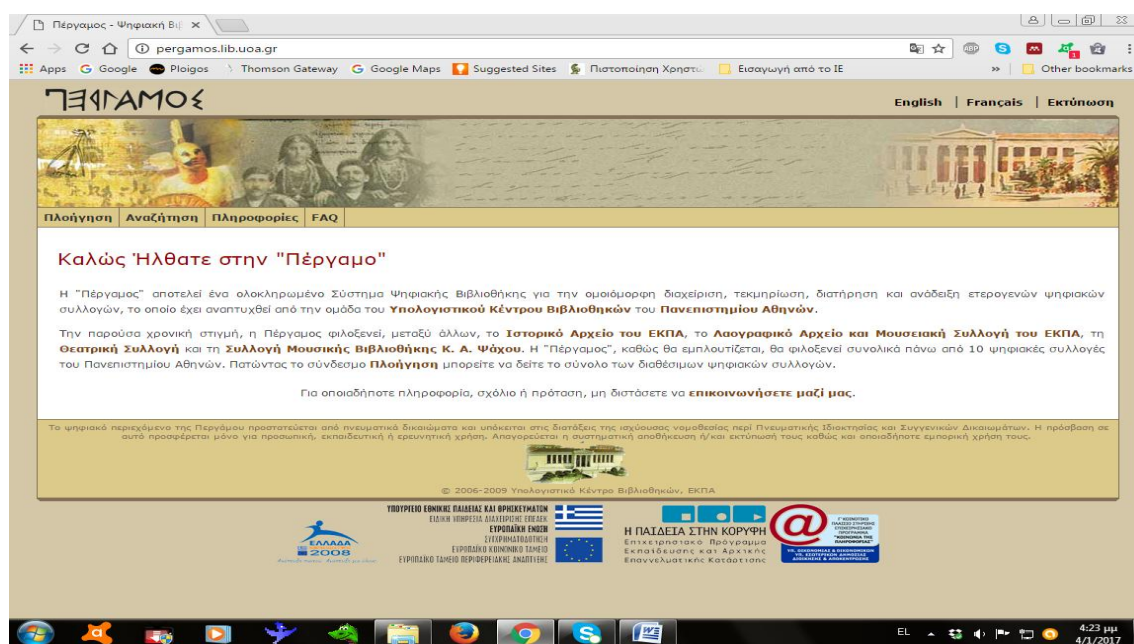 Πέργαμος - Ψηφιακή Βιβ
pergamos.lib.uoa.gr
ABP
Apps Google Ploigos Thomson Gateway Google Maps Suggested Sites Πιστοποίηση Χρηστώ Εισαγωγή από το IE » Other bookmarks
ΠΕΡΓΑΜΟΣ
English | Français | Εκτύπωση
Πλοήγηση Αναζήτηση Πληροφορίες FAQ
Καλώς Ήλθατε στην "Πέργαμο"
Η "Πέργαμος" αποτελεί ένα ολοκληρωμένο Σύστημα Ψηφιακής Βιβλιοθήκης για την ομοιόμορφη διαχείριση, τεκμηρίωση, διατήρηση και ανάδειξη ετερογενών ψηφιακών
συλλογών, το οποίο έχει αναπτυχθεί από την ομάδα του Υπολογιστικού Κέντρου Βιβλιοθηκών του Πανεπιστημίου Αθηνών.
Την παρούσα χρονική στιγμή, η Πέργαμος φιλοξενεί, μεταξύ άλλων, το Ιστορικό Αρχείο του ΕΚΠΑ, το Λαογραφικό Αρχείο και Μουσειακή Συλλογή του ΕΚΠΑ, τη
Θεατρική Συλλογή και τη Συλλογή Μουσικής Βιβλιοθήκης Κ. Α. Ψάχου. Η "Πέργαμος", καθώς θα εμπλουτίζεται, θα φιλοξενεί συνολικά πάνω από 10 ψηφιακές συλλογές
του Πανεπιστημίου Αθηνών. Πατώντας το σύνδεσμο Πλοήγηση μπορείτε να δείτε το σύνολο των διαθέσιμων ψηφιακών συλλογών.
Για οποιαδήποτε πληροφορία, σχόλιο ή πρόταση, μη διστάσετε να επικοινωνήσετε μαζί μας.
Το ψηφιακό περιεχόμενο της Περγάμου προστατεύεται από πνευματικά δικαιώματα και υπόκειται στις διατάξεις της ισχύουσας νομοθεσίας περί Πνευματικής Ιδιοκτησίας και Συγγενικών Δικαιωμάτων. Η πρόσβαση σε
αυτό προσφέρεται μόνο για προσωπική, εκπαιδευτική ή ερευνητική χρήση. Απαγορεύεται η συστηματική αποθήκευση ή/και εκτύπωσή τους καθώς και οποιοδήποτε εμπορική χρήση τους.
© 2006-2009 Υπολογιστικό Κέντρο Βιβλιοθηκών, ΕΚΠΑ
ΕΛΛΑΔΑ
2008
ΥΠΟΥΡΓΕΙΟ ΕΘΝΙΚΗΣ ΠΑΙΔΕΙΑΣ ΚΑΙ ΘΡΗΣΚΕΥΜΑΤΩΝ
ΕΙΔΙΚΗ ΥΠΗΡΕΣΙΑ ΔΙΑΧΕΙΡΙΣΗΣ ΕΠΕΑΕΚ
ΕΥΡΩΠΑΪΚΗ ΕΝΩΣΗ
ΣΥΓΧΡΗΜΑΤΟΔΟΤΗΣΗ
ΕΥΡΩΠΑΪΚΟ ΚΟΙΝΩΝΙΚΟ ΤΑΜΕΙΟ
ΕΥΡΩΠΑΪΚΟ ΤΑΜΕΙΟ ΠΕΡΙΦΕΡΕΙΑΚΗΣ ΑΝΑΠΤΥΞΗΣ
Η ΠΑΙΔΕΙΑ ΣΤΗΝ ΚΟΡΥΦΗ
Επιχειρησιακό Πρόγραμμα
Εκπαίδευσης και Αρχικής
Επαγγελματικής Κατάρτισης
EL
4:23 μμ
4/1/2017